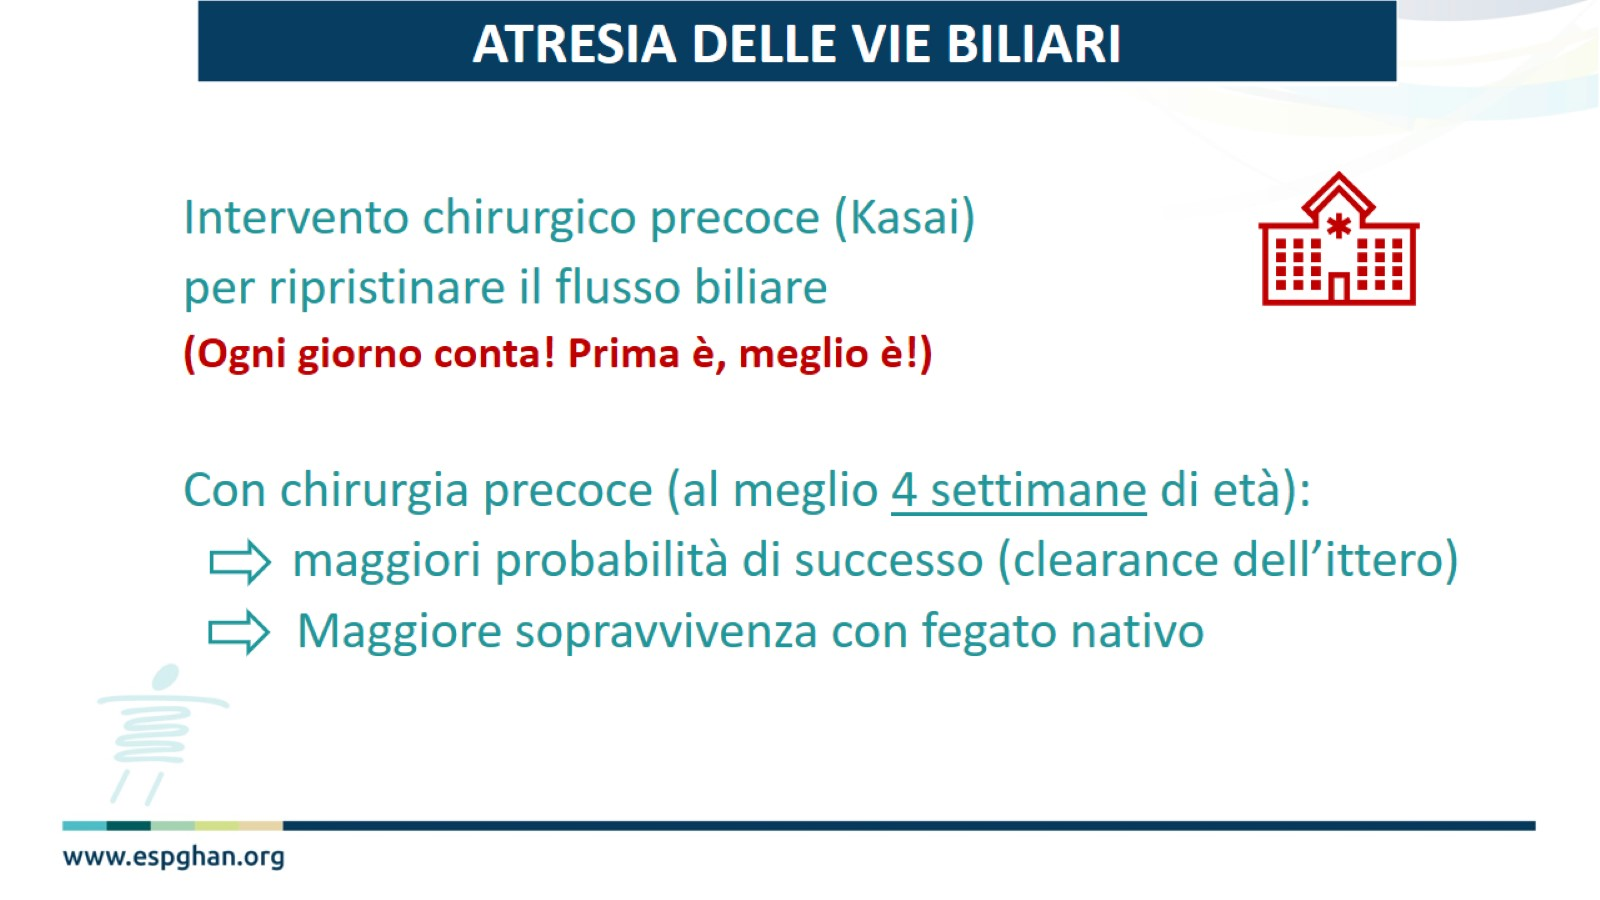 ATRESIA DELLE VIE BILIARI
Intervento chirurgico precoce (Kasai)
per ripristinare il flusso biliare
(Ogni giorno conta! Prima è, meglio è!)
Con chirurgia precoce (al meglio 4 settimane di età):
maggiori probabilità di successo (clearance dell’ittero)
Maggiore sopravvivenza con fegato nativo
www.espghan.org